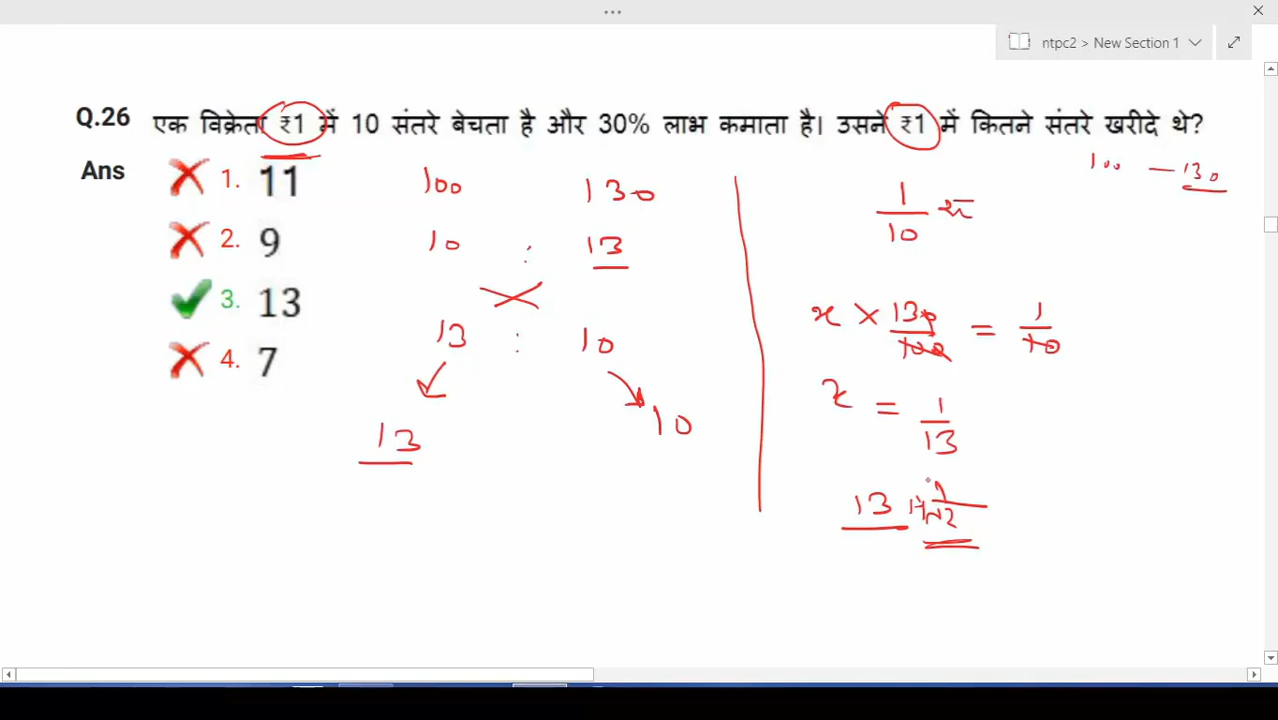 ntpc2 > New Section 1
Q.26 एक विक्रेता ₹1 में 10 संतरे बेचता है और 30% लाभ कमाता है। उसने ₹1 में कितने संतरे खरीदे थे?
Ans
1. 11
2. 9
3. 13
4. 7
100 130
10 : 13
13 : 10
13 10
100 — 130
1/10 रू
x × 130/100 = 1/10
x = 1/13
13